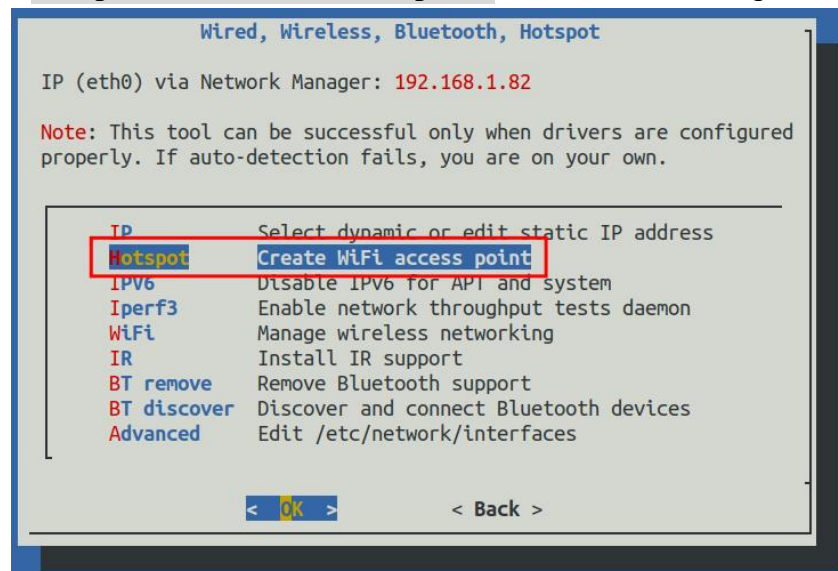 Wired, Wireless, Bluetooth, Hotspot
IP (eth0) via Network Manager: 192.168.1.82
Note: This tool can be successful only when drivers are configured
properly. If auto-detection fails, you are on your own.
IP Select dynamic or edit static IP address
Hotspot Create WiFi access point
IPV6 Disable IPv6 for APT and system
Iperf3 Enable network throughput tests daemon
WiFi Manage wireless networking
IR Install IR support
BT remove Remove Bluetooth support
BT discover Discover and connect Bluetooth devices
Advanced Edit /etc/network/interfaces
< OK > < Back >